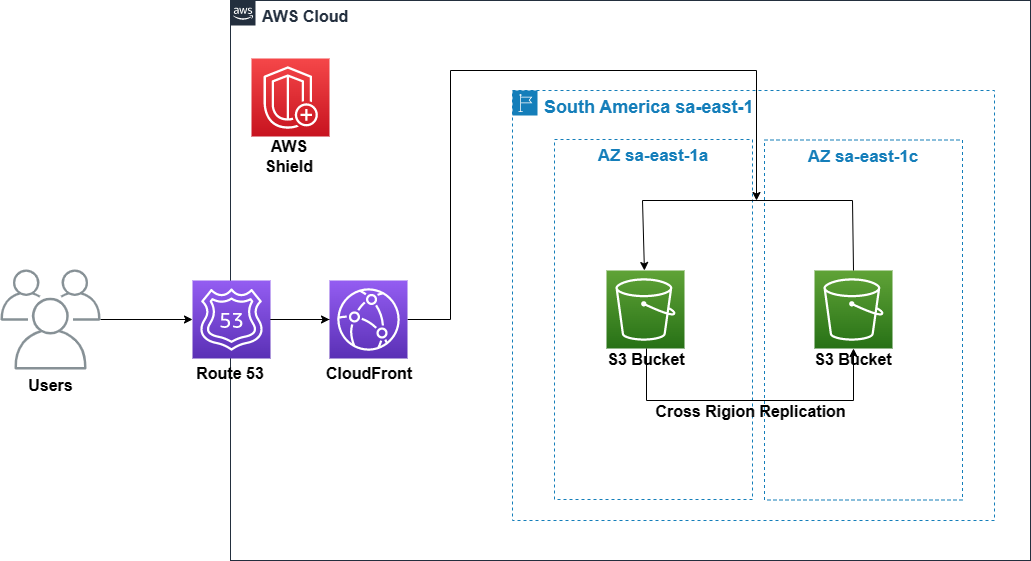 aws
AWS Cloud
AWS
Shield
South America sa-east-1
AZ sa-east-1a
AZ sa-east-1c
Users
53
Route 53
CloudFront
S3 Bucket
S3 Bucket
Cross Rigion Replication